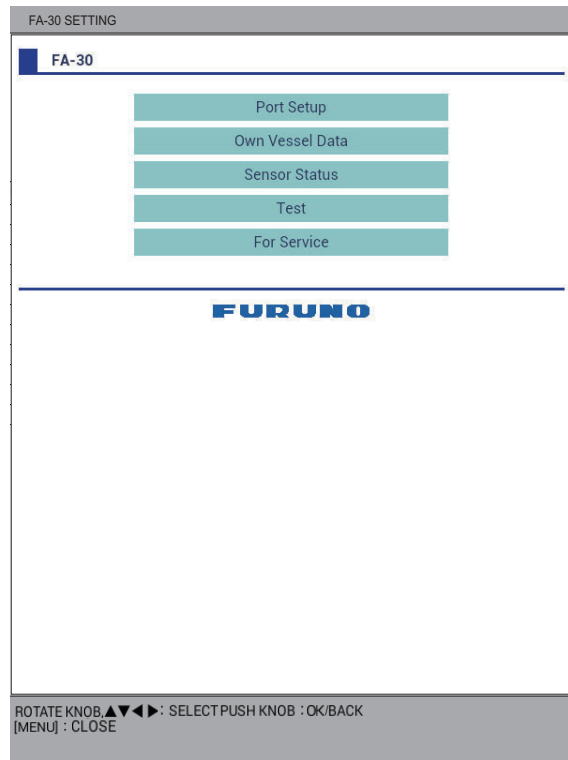 FA-30 SETTING
FA-30
Port Setup
Own Vessel Data
Sensor Status
Test
For Service
FURUNO
ROTATE KNOB,▲▼◀ ▶: SELECT PUSH KNOB : OK/BACK
[MENU] : CLOSE